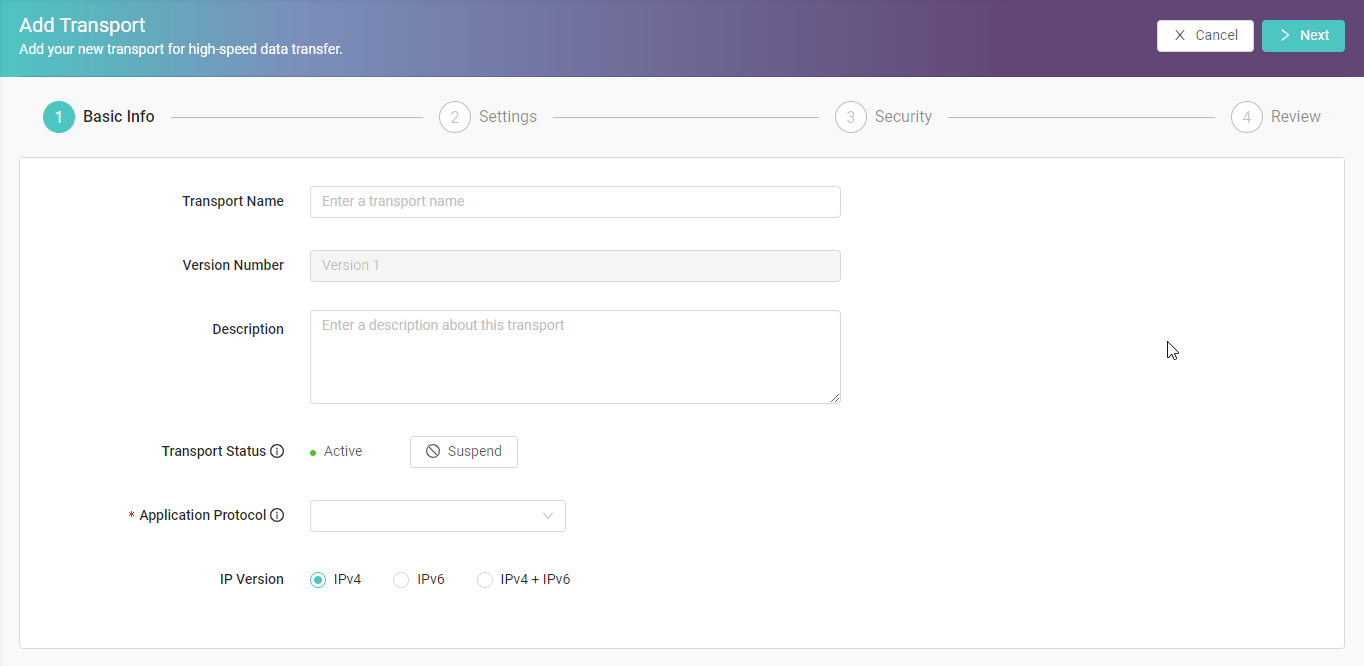 Add Transport
Add your new transport for high-speed data transfer.
Cancel
Next
1 Basic Info
2 Settings
3 Security
4 Review
Transport Name
Enter a transport name
Version Number
Version 1
Description
Enter a description about this transport
Transport Status
Active
Suspend
* Application Protocol
IP Version
IPv4
IPv6
IPv4 + IPv6